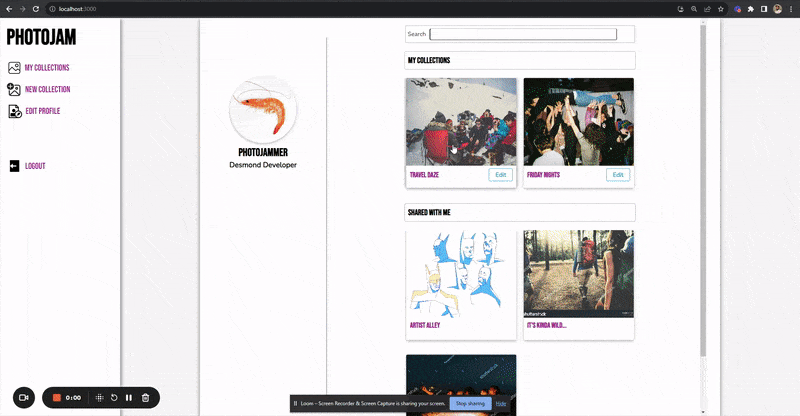 localhost:3000
PHOTOJAM
MY COLLECTIONS
NEW COLLECTION
EDIT PROFILE
LOGOUT
PHOTOJAMMER
Desmond Developer
Search
MY COLLECTIONS
TRAVEL DAZE
Edit
FRIDAY NIGHTS
Edit
SHARED WITH ME
ARTIST ALLEY
shutterstock
IT'S KINDA WILD...
shutterstock
0:00
Loom – Screen Recorder & Screen Capture is sharing your screen.
Stop sharing
Hide